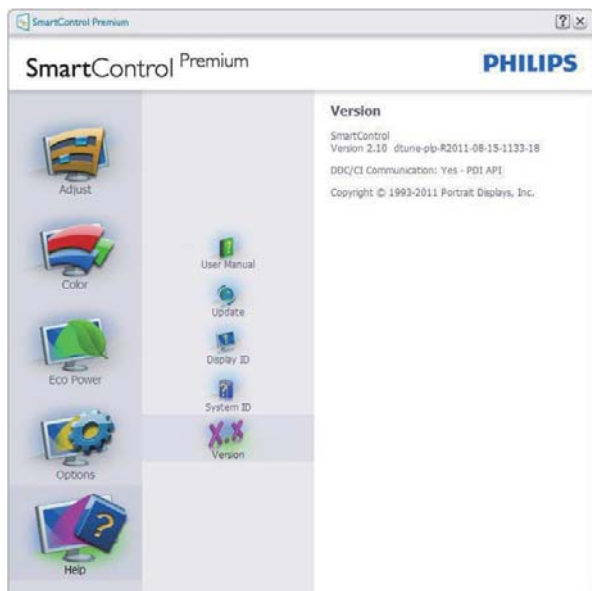 SmartControl Premium
SmartControl Premium
PHILIPS
Adjust
Color
Eco Power
Options
Help
User Manual
Update
Display ID
System ID
Version
Version
SmartControl
Version 2.10 dtune-plp-R2011-08-15-1133-18
DDC/CI Communication: Yes - PDI API
Copyright © 1993-2011 Portrait Displays, Inc.